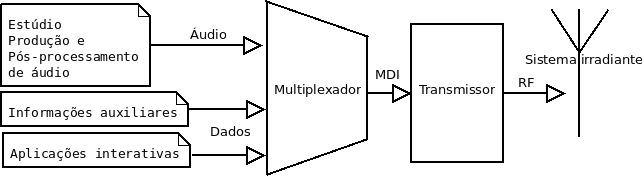 Estúdio
Produção e
Pós-processamento
de áudio
Áudio
Informações auxiliares
Dados
Aplicações interativas
Multiplexador
MDI
Transmissor
RF
Sistema irradiante